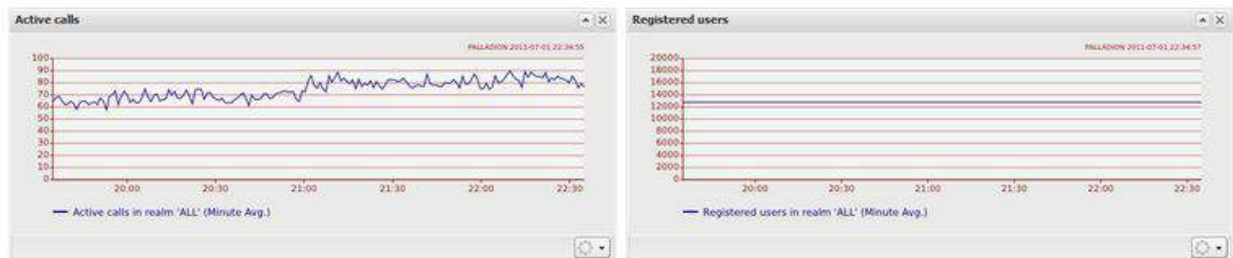 Active calls
PALLADION 2011-07-01 22:34:55
100
90
80
70
60
50
40
30
20
10
0
20:00 20:30 21:00 21:30 22:00 22:30
Active calls in realm 'ALL' (Minute Avg.)
Registered users
PALLADION 2011-07-01 22:34:57
20000
18000
16000
14000
12000
10000
8000
6000
4000
2000
0
20:00 20:30 21:00 21:30 22:00 22:30
Registered users in realm 'ALL' (Minute Avg.)